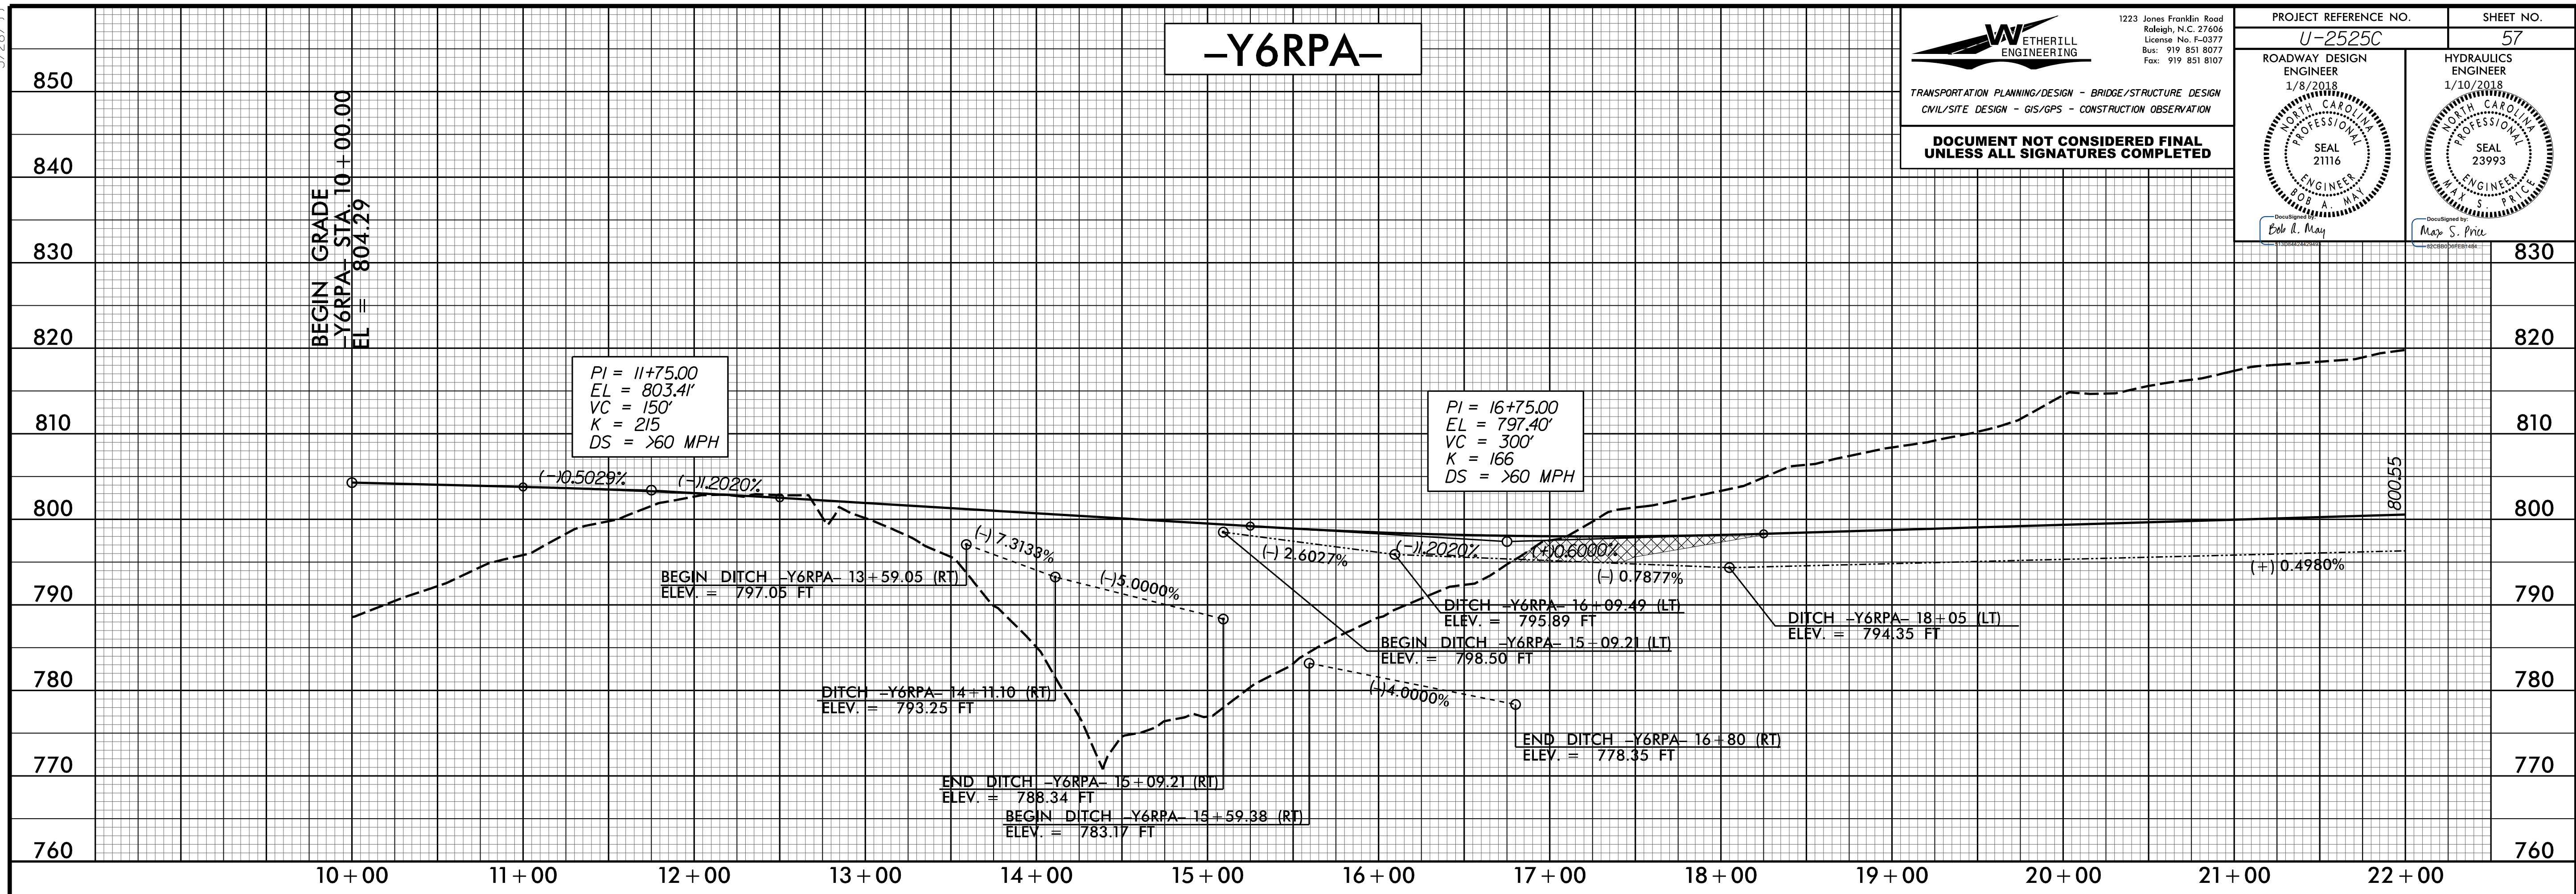 –Y6RPA–
WETHERILL
ENGINEERING
1223 Jones Franklin Road
Raleigh, N.C. 27606
License No. F–0377
Bus: 919 851 8077
Fax: 919 851 8107
TRANSPORTATION PLANNING/DESIGN – BRIDGE/STRUCTURE DESIGN
CIVIL/SITE DESIGN – GIS/GPS – CONSTRUCTION OBSERVATION
DOCUMENT NOT CONSIDERED FINAL
UNLESS ALL SIGNATURES COMPLETED
PROJECT REFERENCE NO.
SHEET NO.
U–2525C
57
ROADWAY DESIGN
ENGINEER
1/8/2018
NORTH CAROLINA
PROFESSIONAL
SEAL
21116
ENGINEER
BOB A. MAY
DocuSigned by:
Bob A. May
HYDRAULICS
ENGINEER
1/10/2018
NORTH CAROLINA
PROFESSIONAL
SEAL
23993
ENGINEER
MAX S. PRICE
DocuSigned by:
Max S. Price
850
840
830
820
810
800
790
780
770
760
BEGIN GRADE
–Y6RPA– STA. 10+00.00
EL = 804.29
PI = 11+75.00
EL = 803.41'
VC = 150'
K = 215
DS = >60 MPH
PI = 16+75.00
EL = 797.40'
VC = 300'
K = 166
DS = >60 MPH
(–)0.5029%
(–)1.2020%
(–) 7.3133%
(–)5.0000%
(–) 2.6027%
(–)1.2020%
(+)0.6000%
(–) 0.7877%
(+) 0.4980%
(–)4.0000%
800.55
BEGIN DITCH –Y6RPA– 13+59.05 (RT)
ELEV. = 797.05 FT
DITCH –Y6RPA– 16+09.49 (LT)
ELEV. = 795.89 FT
DITCH –Y6RPA– 18+05 (LT)
ELEV. = 794.35 FT
BEGIN DITCH –Y6RPA– 15+09.21 (LT)
ELEV. = 798.50 FT
DITCH –Y6RPA– 14+11.10 (RT)
ELEV. = 793.25 FT
END DITCH –Y6RPA– 16+80 (RT)
ELEV. = 778.35 FT
END DITCH –Y6RPA– 15+09.21 (RT)
ELEV. = 788.34 FT
BEGIN DITCH –Y6RPA– 15+59.38 (RT)
ELEV. = 783.17 FT
830
820
810
800
790
780
770
760
10+00 11+00 12+00 13+00 14+00 15+00 16+00 17+00 18+00 19+00 20+00 21+00 22+00